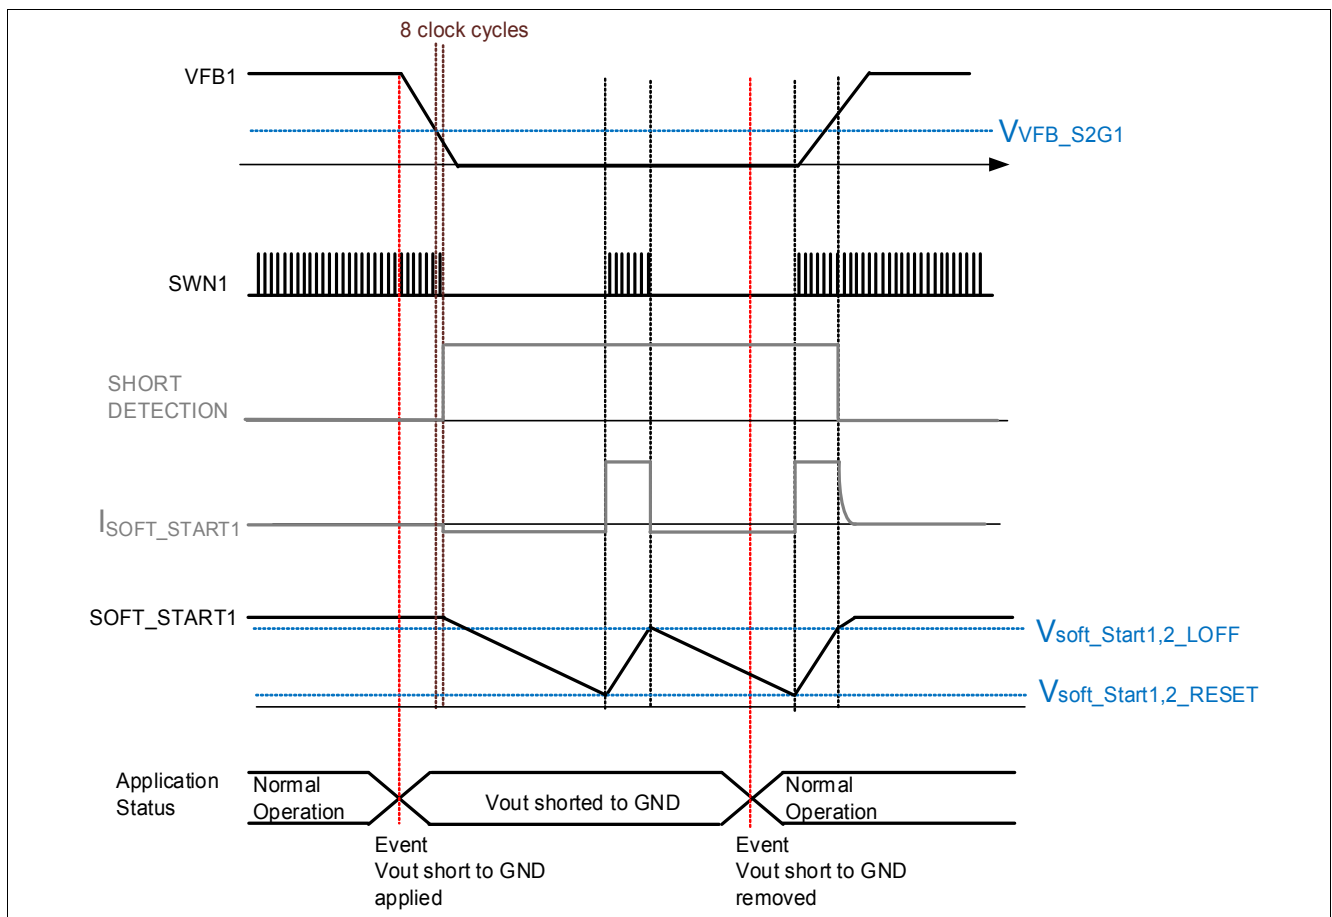 8 clock cycles
VFB1
VVFB_S2G1
SWN1
SHORT
DETECTION
ISOFT_START1
SOFT_START1
Vsoft_Start1,2_LOFF
Vsoft_Start1,2_RESET
Application
Status
Normal
Operation
Vout shorted to GND
Normal
Operation
Event
Vout short to GND
applied
Event
Vout short to GND
removed